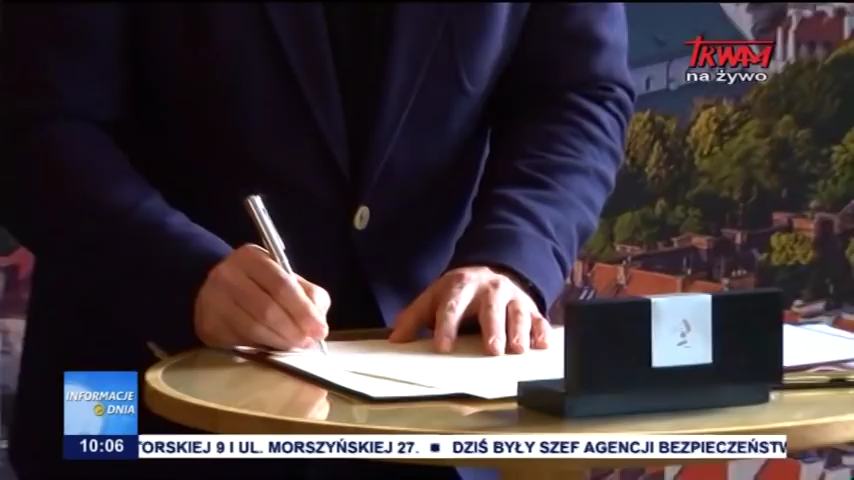 TRWAM
na żywo
INFORMACJE
DNIA
10:06
TORSKIEJ 9 I UL. MORSZYŃSKIEJ 27. ■ DZIŚ BYŁY SZEF AGENCJI BEZPIECZEŃSTW